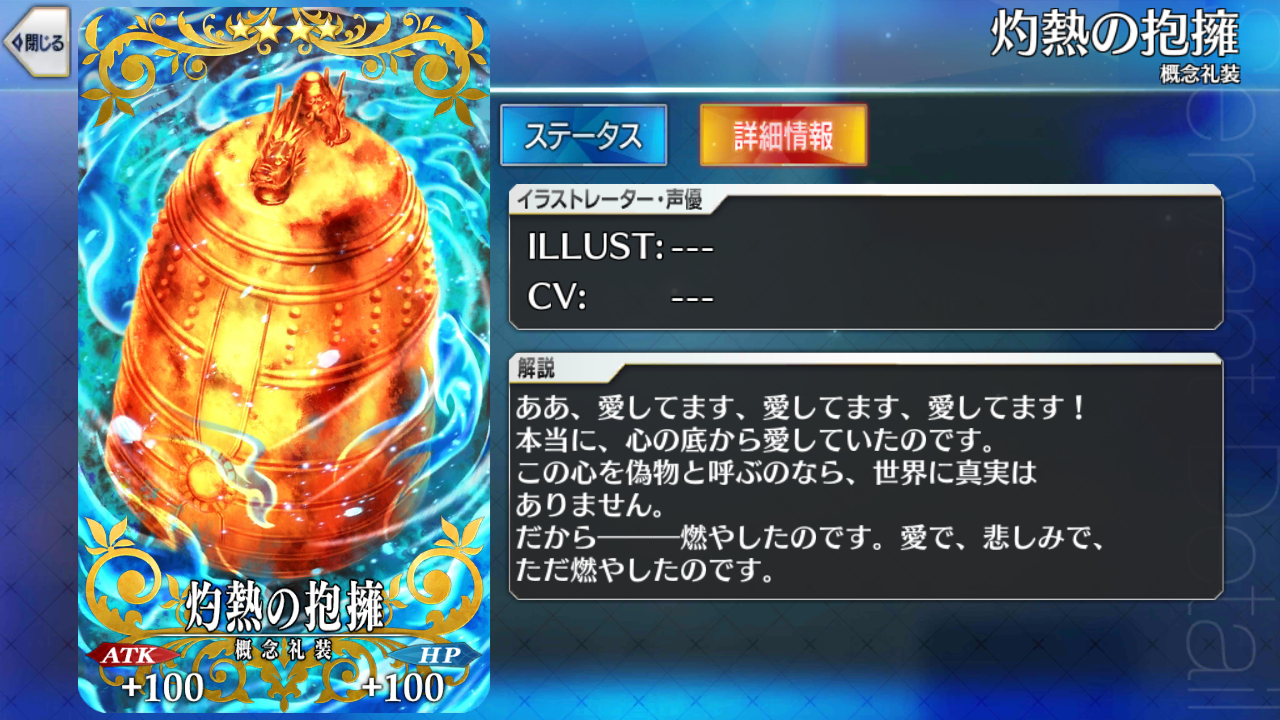 閉じる
灼熱の抱擁
概念礼装
ステータス
詳細情報
イラストレーター・声優
ILLUST: ---
CV: ---
解説
ああ、愛してます、愛してます、愛してます！
本当に、心の底から愛していたのです。
この心を偽物と呼ぶのなら、世界に真実は
ありません。
だから―――燃やしたのです。愛で、悲しみで、
ただ燃やしたのです。
灼熱の抱擁
概念礼装
ATK
+100
HP
+100
ervant Detail